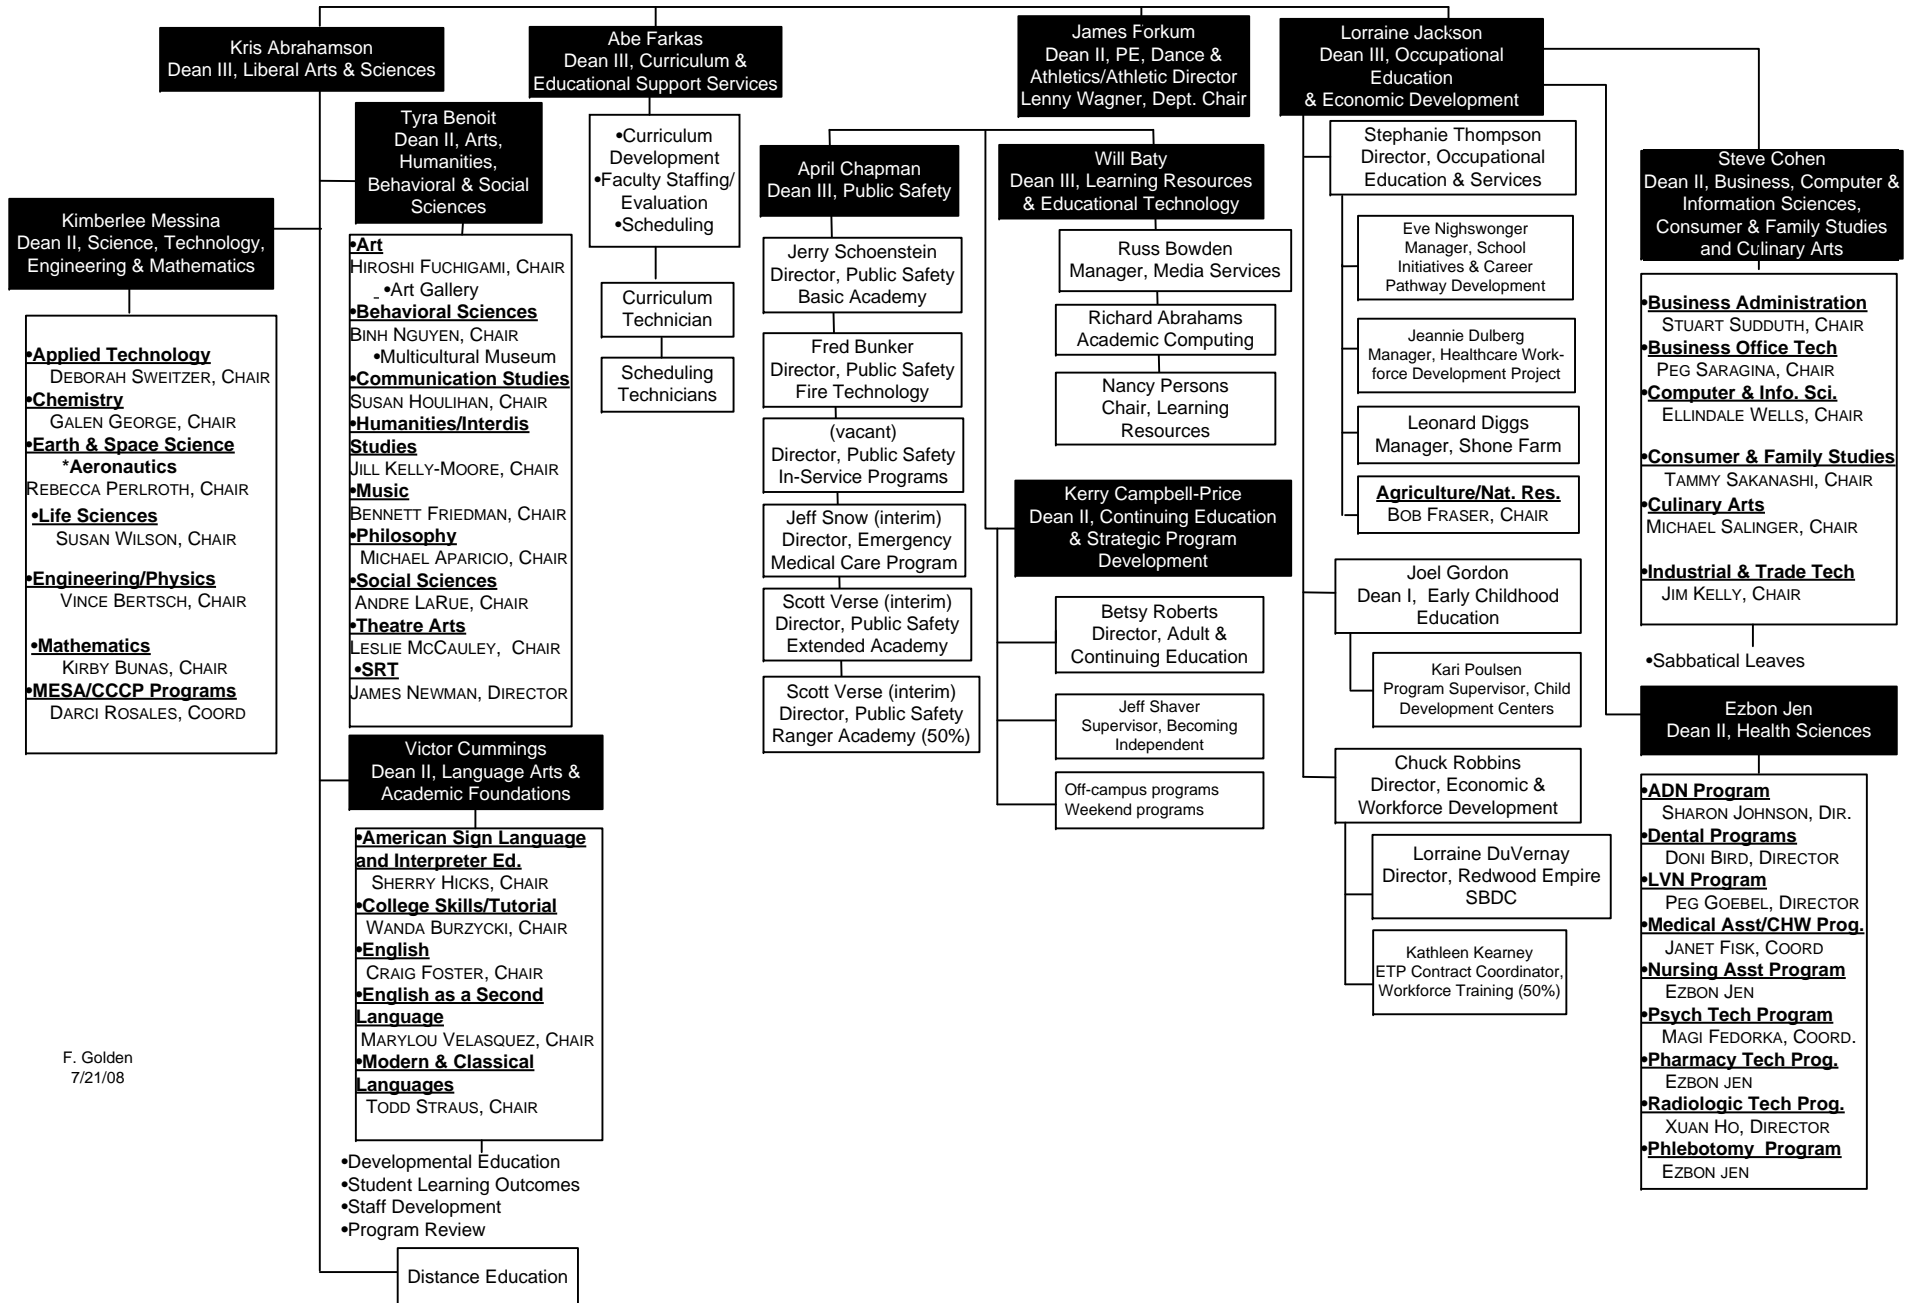 Kris Abrahamson
Dean III, Liberal Arts & Sciences
Abe Farkas
Dean III, Curriculum &
Educational Support Services
James Forkum
Dean II, PE, Dance &
Athletics/Athletic Director
Lenny Wagner, Dept. Chair
Lorraine Jackson
Dean III, Occupational
Education
& Economic Development
Kimberlee Messina
Dean II, Science, Technology,
Engineering & Mathematics
•Applied Technology
DEBORAH SWEITZER, CHAIR
•Chemistry
GALEN GEORGE, CHAIR
•Earth & Space Science
*Aeronautics
REBECCA PERLROTH, CHAIR
•Life Sciences
SUSAN WILSON, CHAIR
•Engineering/Physics
VINCE BERTSCH, CHAIR
•Mathematics
KIRBY BUNAS, CHAIR
•MESA/CCCP Programs
DARCI ROSALES, COORD
Tyra Benoit
Dean II, Arts,
Humanities,
Behavioral & Social
Sciences
•Art
HIROSHI FUCHIGAMI, CHAIR
•Art Gallery
•Behavioral Sciences
BINH NGUYEN, CHAIR
•Multicultural Museum
•Communication Studies
SUSAN HOULIHAN, CHAIR
•Humanities/Interdis
Studies
JILL KELLY-MOORE, CHAIR
•Music
BENNETT FRIEDMAN, CHAIR
•Philosophy
MICHAEL APARICIO, CHAIR
•Social Sciences
ANDRE LARUE, CHAIR
•Theatre Arts
LESLIE MCCAULEY, CHAIR
•SRT
JAMES NEWMAN, DIRECTOR
Victor Cummings
Dean II, Language Arts &
Academic Foundations
•American Sign Language
and Interpreter Ed.
SHERRY HICKS, CHAIR
•College Skills/Tutorial
WANDA BURZYCKI, CHAIR
•English
CRAIG FOSTER, CHAIR
•English as a Second
Language
MARYLOU VELASQUEZ, CHAIR
•Modern & Classical
Languages
TODD STRAUS, CHAIR
•Developmental Education
•Student Learning Outcomes
•Staff Development
•Program Review
Distance Education
•Curriculum
Development
•Faculty Staffing/
Evaluation
•Scheduling
Curriculum
Technician
Scheduling
Technicians
April Chapman
Dean III, Public Safety
Jerry Schoenstein
Director, Public Safety
Basic Academy
Fred Bunker
Director, Public Safety
Fire Technology
(vacant)
Director, Public Safety
In-Service Programs
Jeff Snow (interim)
Director, Emergency
Medical Care Program
Scott Verse (interim)
Director, Public Safety
Extended Academy
Scott Verse (interim)
Director, Public Safety
Ranger Academy (50%)
Will Baty
Dean III, Learning Resources
& Educational Technology
Russ Bowden
Manager, Media Services
Richard Abrahams
Academic Computing
Nancy Persons
Chair, Learning
Resources
Kerry Campbell-Price
Dean II, Continuing Education
& Strategic Program
Development
Betsy Roberts
Director, Adult &
Continuing Education
Jeff Shaver
Supervisor, Becoming
Independent
Off-campus programs
Weekend programs
Stephanie Thompson
Director, Occupational
Education & Services
Eve Nighswonger
Manager, School
Initiatives & Career
Pathway Development
Jeannie Dulberg
Manager, Healthcare Work-
force Development Project
Leonard Diggs
Manager, Shone Farm
Agriculture/Nat. Res.
BOB FRASER, CHAIR
Joel Gordon
Dean I, Early Childhood
Education
Kari Poulsen
Program Supervisor, Child
Development Centers
Chuck Robbins
Director, Economic &
Workforce Development
Lorraine DuVernay
Director, Redwood Empire
SBDC
Kathleen Kearney
ETP Contract Coordinator,
Workforce Training (50%)
Steve Cohen
Dean II, Business, Computer &
Information Sciences,
Consumer & Family Studies
and Culinary Arts
•Business Administration
STUART SUDDUTH, CHAIR
•Business Office Tech
PEG SARAGINA, CHAIR
•Computer & Info. Sci.
ELLINDALE WELLS, CHAIR
•Consumer & Family Studies
TAMMY SAKANASHI, CHAIR
•Culinary Arts
MICHAEL SALINGER, CHAIR
•Industrial & Trade Tech
JIM KELLY, CHAIR
•Sabbatical Leaves
Ezbon Jen
Dean II, Health Sciences
•ADN Program
SHARON JOHNSON, DIR.
•Dental Programs
DONI BIRD, DIRECTOR
•LVN Program
PEG GOEBEL, DIRECTOR
•Medical Asst/CHW Prog.
JANET FISK, COORD
•Nursing Asst Program
EZBON JEN
•Psych Tech Program
MAGI FEDORKA, COORD.
•Pharmacy Tech Prog.
EZBON JEN
•Radiologic Tech Prog.
XUAN HO, DIRECTOR
•Phlebotomy Program
EZBON JEN
F. Golden
7/21/08